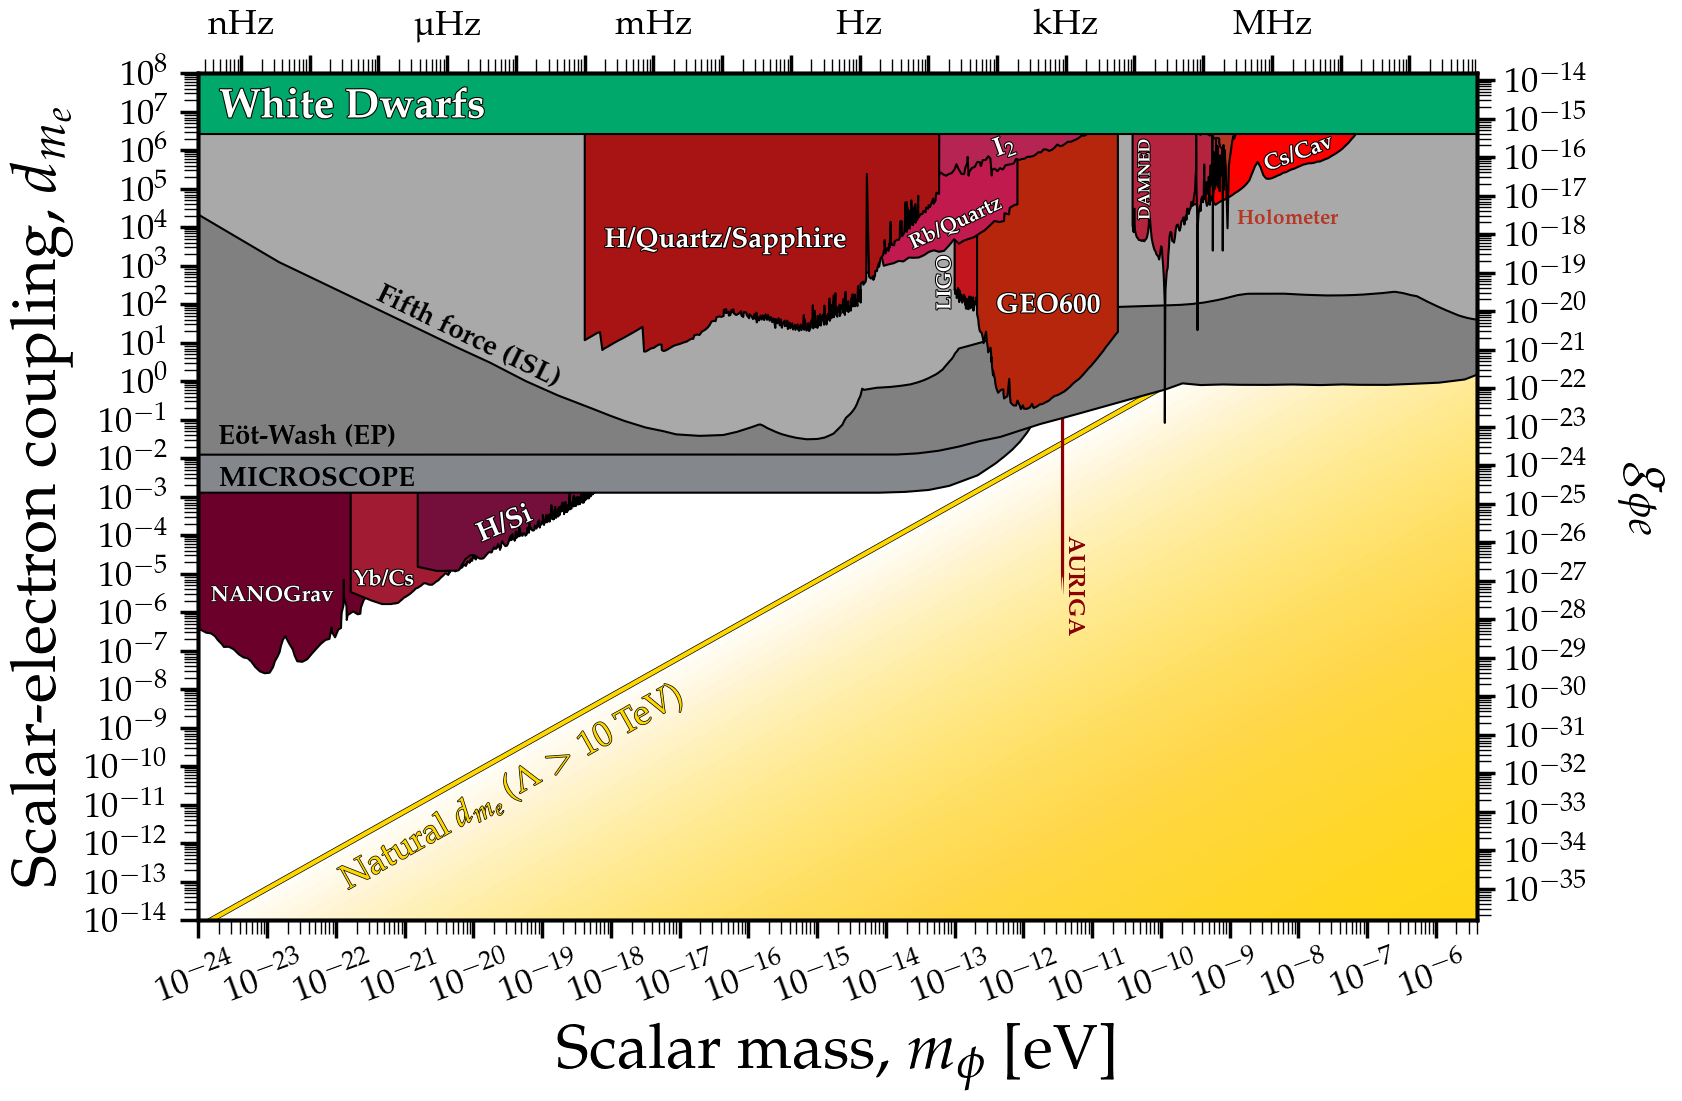 nHz μHz mHz Hz kHz MHz
Scalar-electron coupling, d_{m_e}
10^8
10^7
10^6
10^5
10^4
10^3
10^2
10^1
10^0
10^{-1}
10^{-2}
10^{-3}
10^{-4}
10^{-5}
10^{-6}
10^{-7}
10^{-8}
10^{-9}
10^{-10}
10^{-11}
10^{-12}
10^{-13}
10^{-14}
White Dwarfs
I_2
DAMNED
Cs/Cav
Rb/Quartz
Holometer
H/Quartz/Sapphire
LIGO
GEO600
Fifth force (ISL)
Eöt-Wash (EP)
MICROSCOPE
H/Si
Yb/Cs
NANOGrav
AURIGA
Natural d_{m_e} (Λ > 10 TeV)
10^{-14}
10^{-15}
10^{-16}
10^{-17}
10^{-18}
10^{-19}
10^{-20}
10^{-21}
10^{-22}
10^{-23}
10^{-24}
10^{-25}
10^{-26}
10^{-27}
10^{-28}
10^{-29}
10^{-30}
10^{-31}
10^{-32}
10^{-33}
10^{-34}
10^{-35}
g_{ϕe}
10^{-24} 10^{-23} 10^{-22} 10^{-21} 10^{-20} 10^{-19} 10^{-18} 10^{-17} 10^{-16} 10^{-15} 10^{-14} 10^{-13} 10^{-12} 10^{-11} 10^{-10} 10^{-9} 10^{-8} 10^{-7} 10^{-6}
Scalar mass, m_ϕ [eV]